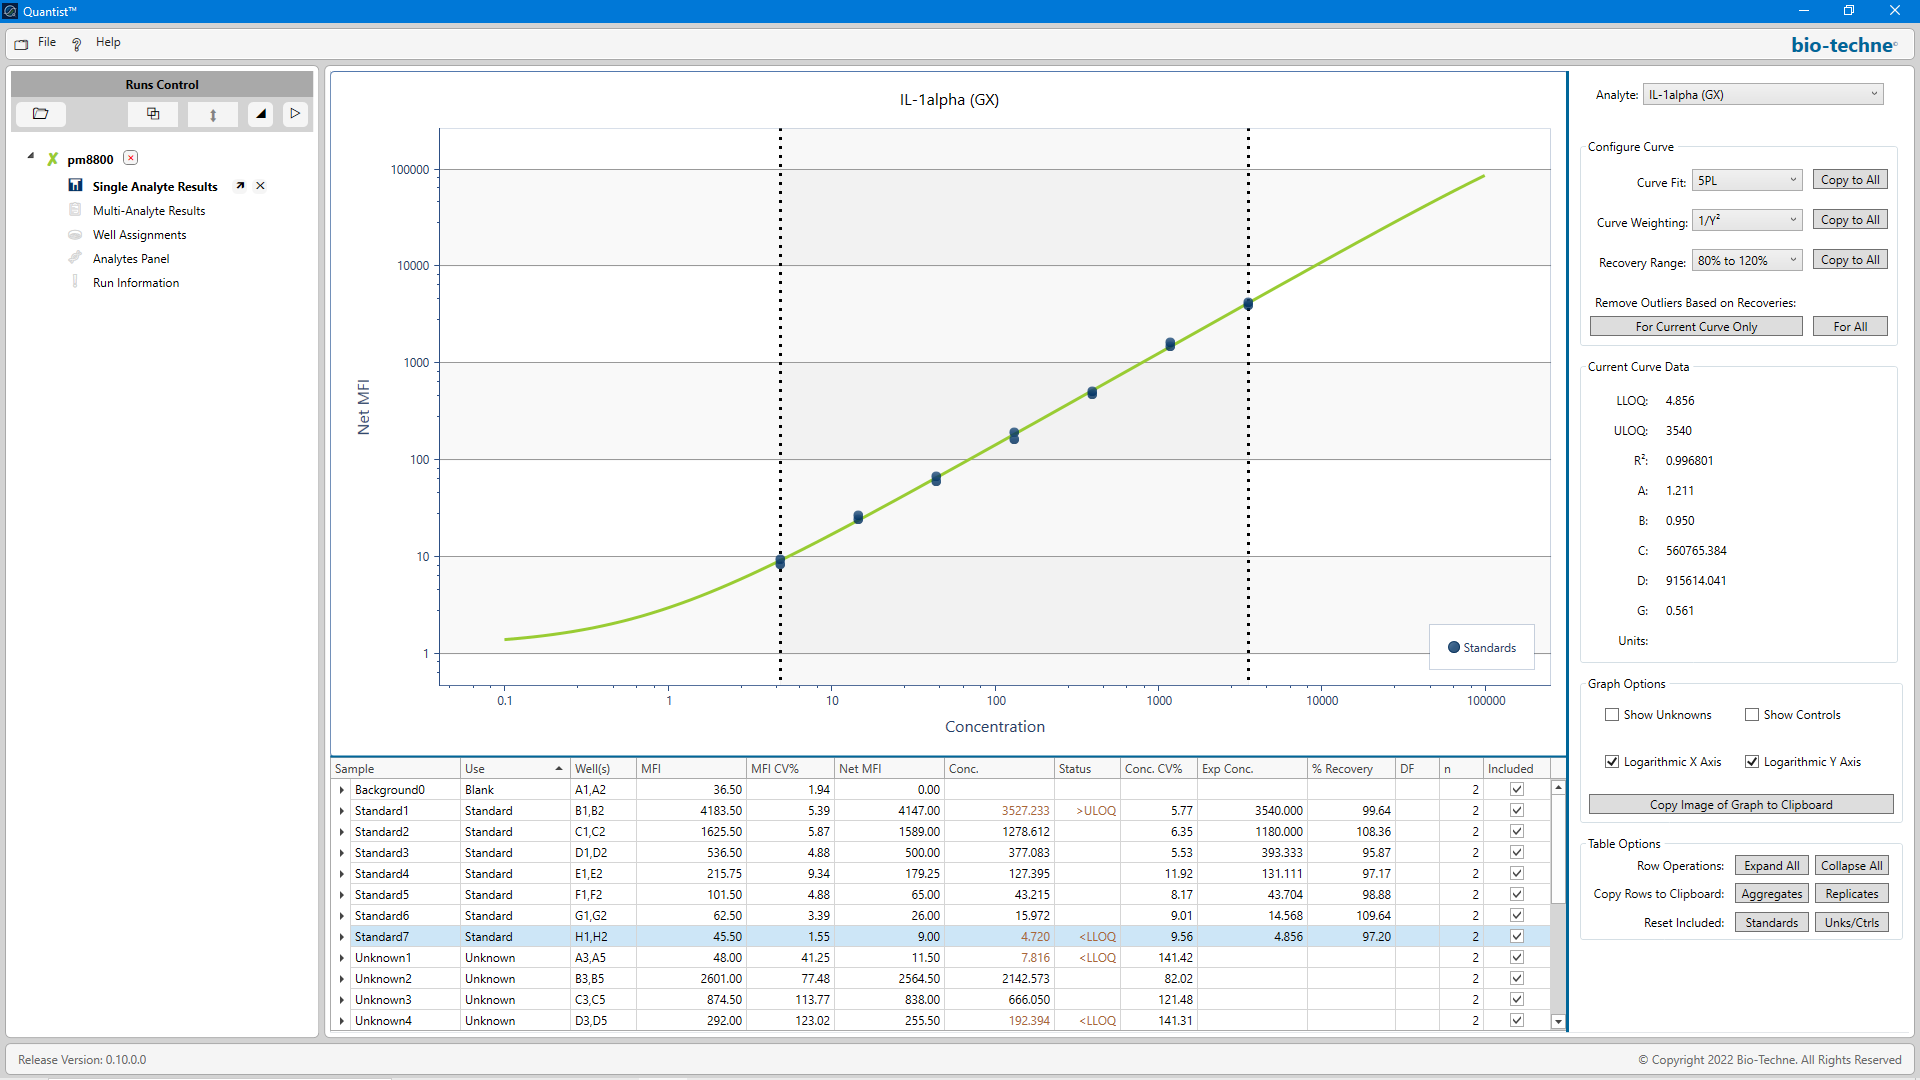 Quantist™
File
Help
bio-techne
Runs Control
pm8800
Single Analyte Results
Multi-Analyte Results
Well Assignments
Analytes Panel
Run Information
IL-1alpha (GX)
Net MFI
100000
10000
1000
100
10
1
0.1 1 10 100 1000 10000 100000
Concentration
Standards
Analyte: IL-1alpha (GX)
Configure Curve
Curve Fit: 5PL Copy to All
Curve Weighting: 1/Y² Copy to All
Recovery Range: 80% to 120% Copy to All
Remove Outliers Based on Recoveries:
For Current Curve Only For All
Current Curve Data
LLOQ: 4.856
ULOQ: 3540
R²: 0.996801
A: 1.211
B: 0.950
C: 560765.384
D: 915614.041
G: 0.561
Units:
Graph Options
Show Unknowns Show Controls
Logarithmic X Axis Logarithmic Y Axis
Copy Image of Graph to Clipboard
Table Options
Row Operations: Expand All Collapse All
Copy Rows to Clipboard: Aggregates Replicates
Reset Included: Standards Unks/Ctrls
Sample Use Well(s) MFI MFI CV% Net MFI Conc. Status Conc. CV% Exp Conc. % Recovery DF n Included
Background0 Blank A1,A2 36.50 1.94 0.00 2
Standard1 Standard B1,B2 4183.50 5.39 4147.00 3527.233 >ULOQ 5.77 3540.000 99.64 2
Standard2 Standard C1,C2 1625.50 5.87 1589.00 1278.612 6.35 1180.000 108.36 2
Standard3 Standard D1,D2 536.50 4.88 500.00 377.083 5.53 393.333 95.87 2
Standard4 Standard E1,E2 215.75 9.34 179.25 127.395 11.92 131.111 97.17 2
Standard5 Standard F1,F2 101.50 4.88 65.00 43.215 8.17 43.704 98.88 2
Standard6 Standard G1,G2 62.50 3.39 26.00 15.972 9.01 14.568 109.64 2
Standard7 Standard H1,H2 45.50 1.55 9.00 4.720 <LLOQ 9.56 4.856 97.20 2
Unknown1 Unknown A3,A5 48.00 41.25 11.50 7.816 <LLOQ 141.42 2
Unknown2 Unknown B3,B5 2601.00 77.48 2564.50 2142.573 82.02 2
Unknown3 Unknown C3,C5 874.50 113.77 838.00 666.050 121.48 2
Unknown4 Unknown D3,D5 292.00 123.02 255.50 192.394 <LLOQ 141.31 2
Release Version: 0.10.0.0
© Copyright 2022 Bio-Techne. All Rights Reserved